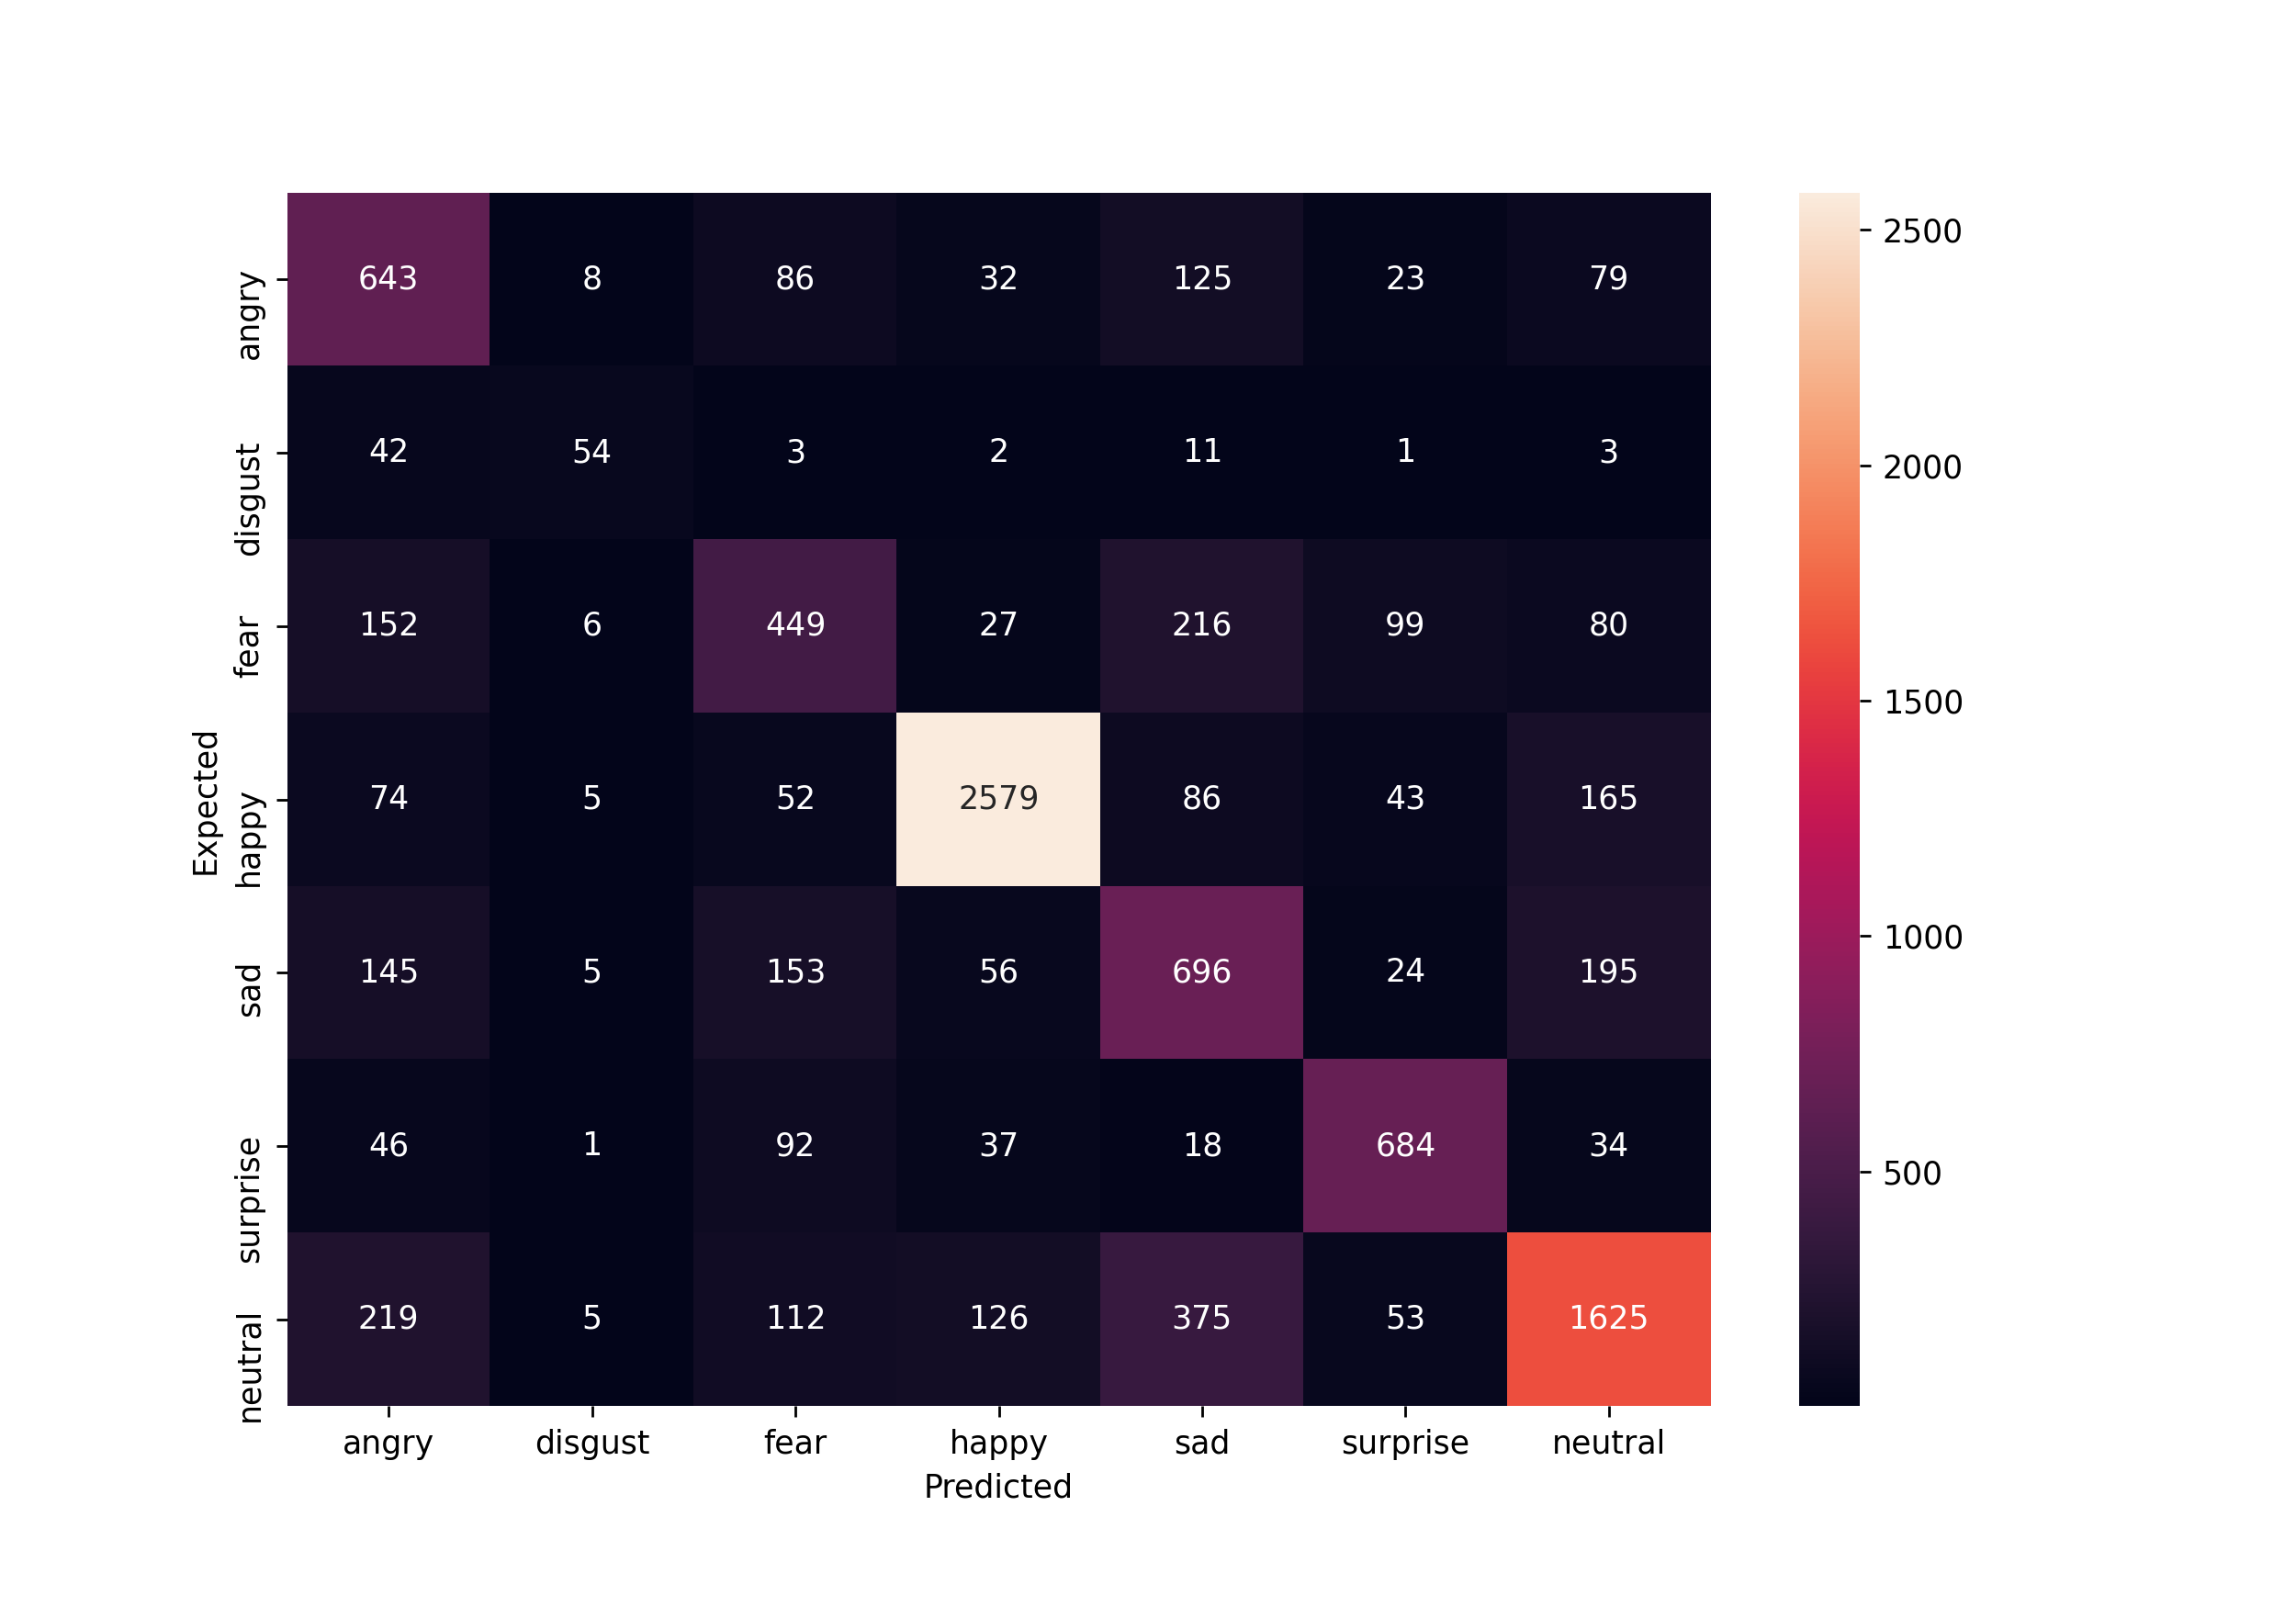 2500
angry 643 8 86 32 125 23 79
2000
disgust 42 54 3 2 11 1 3
fear 152 6 449 27 216 99 80
1500
Expected
happy 74 5 52 2579 86 43 165
1000
sad 145 5 153 56 696 24 195
surprise 46 1 92 37 18 684 34
500
neutral 219 5 112 126 375 53 1625
angry disgust fear happy sad surprise neutral
Predicted